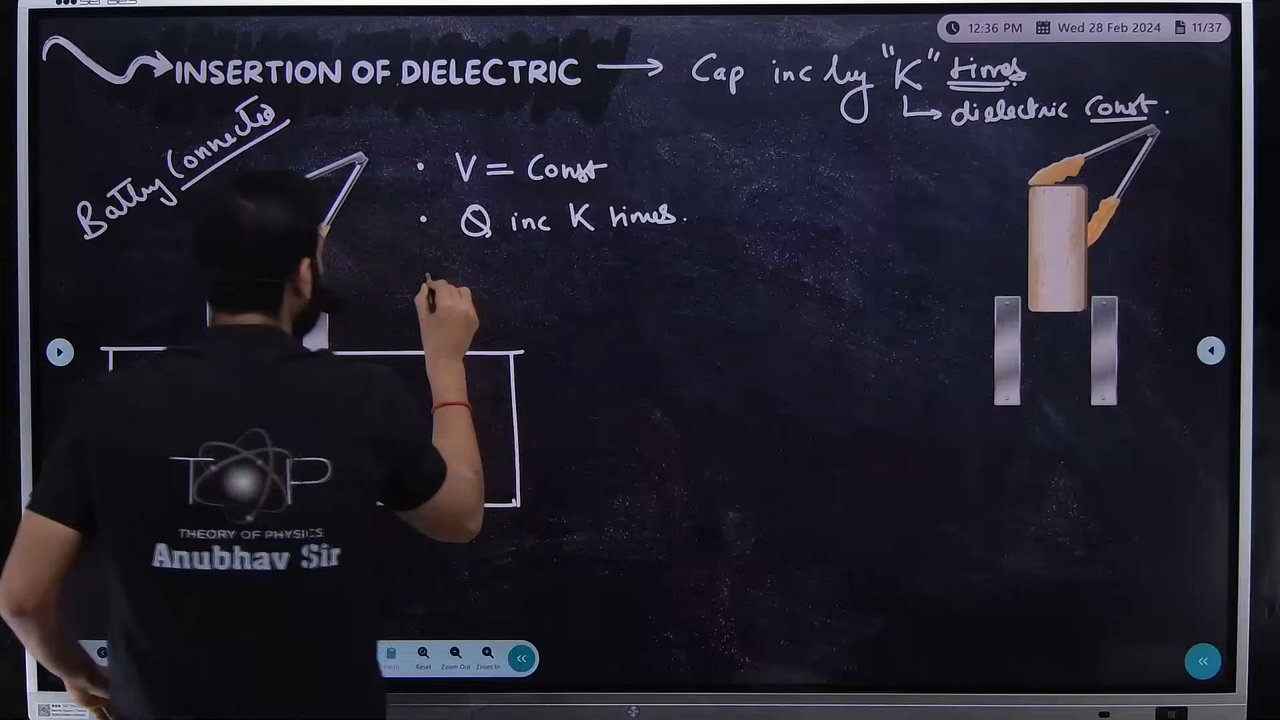 12:36 PM Wed 28 Feb 2024 11/37
INSERTION OF DIELECTRIC → Cap inc by "K" times.
↳ dielectric const.
Battery Connected
• V = Const
• Q inc K times.
TOP
THEORY OF PHYSICS
Anubhav Sir
Reset Zoom Out Zoom In